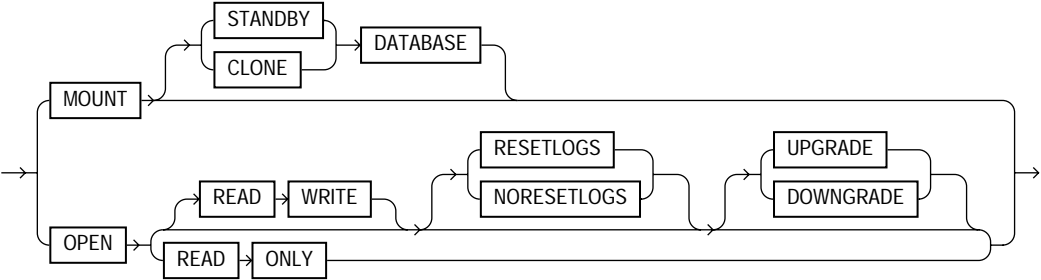 STANDBY
CLONE
DATABASE
MOUNT
RESETLOGS
NORESETLOGS
UPGRADE
DOWNGRADE
READ WRITE
OPEN
READ ONLY